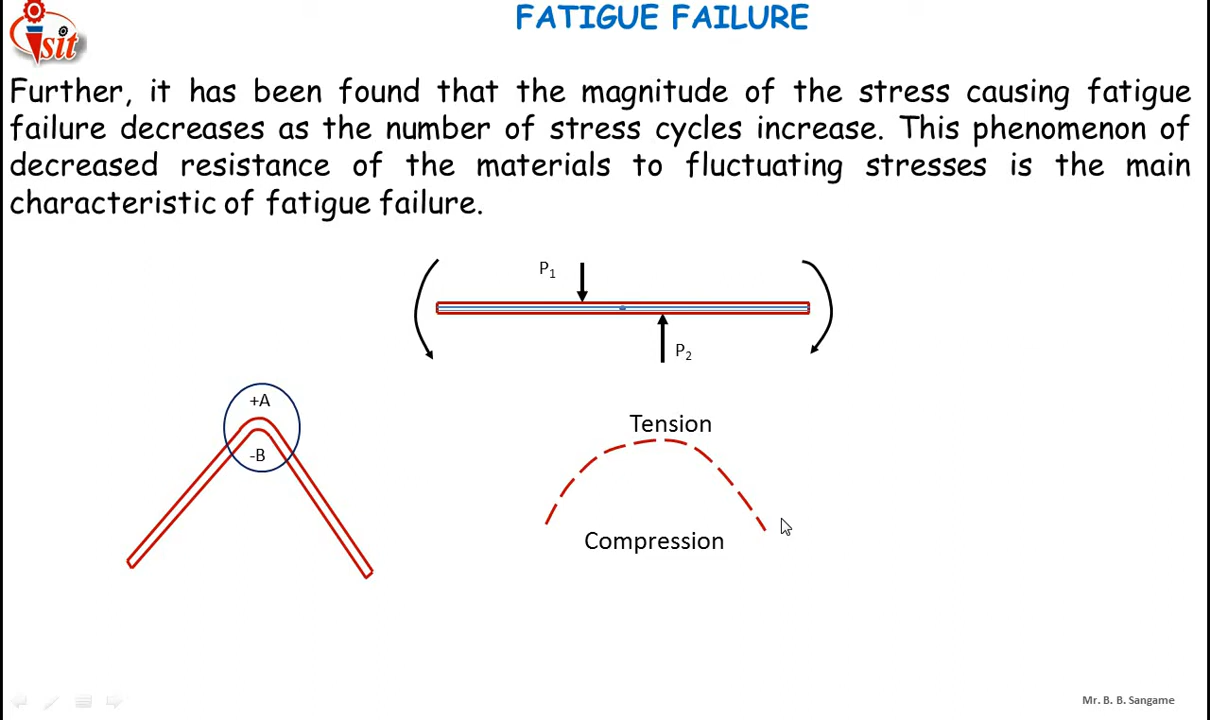 sit
FATIGUE FAILURE
Further, it has been found that the magnitude of the stress causing fatigue
failure decreases as the number of stress cycles increase. This phenomenon of
decreased resistance of the materials to fluctuating stresses is the main
characteristic of fatigue failure.
P₁
P₂
+A
-B
Tension
Compression
Mr. B. B. Sangame